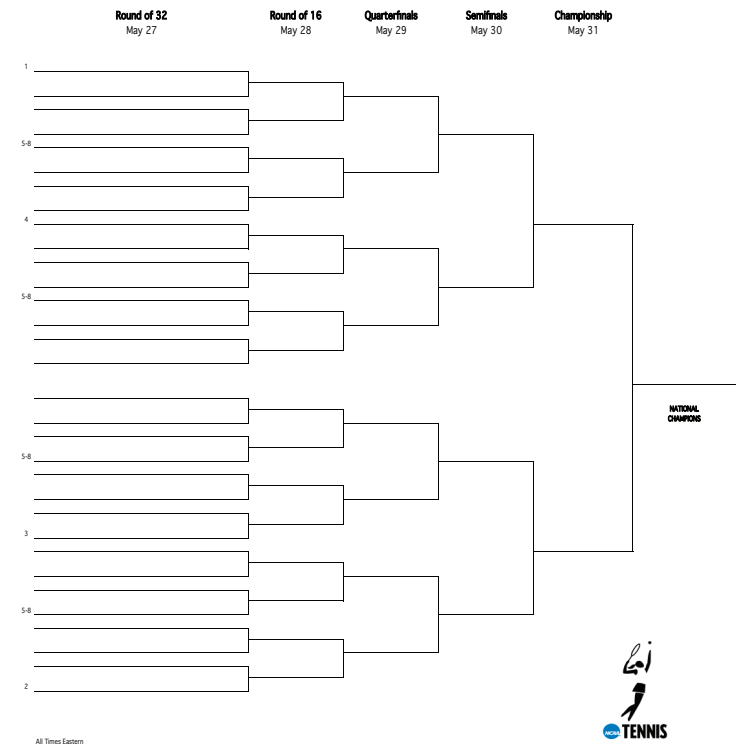 Round of 32
May 27
Round of 16
May 28
Quarterfinals
May 29
Semifinals
May 30
Championship
May 31
1
5-8
4
5-8
5-8
3
5-8
2
NATIONAL
CHAMPIONS
NCAA TENNIS
All Times Eastern